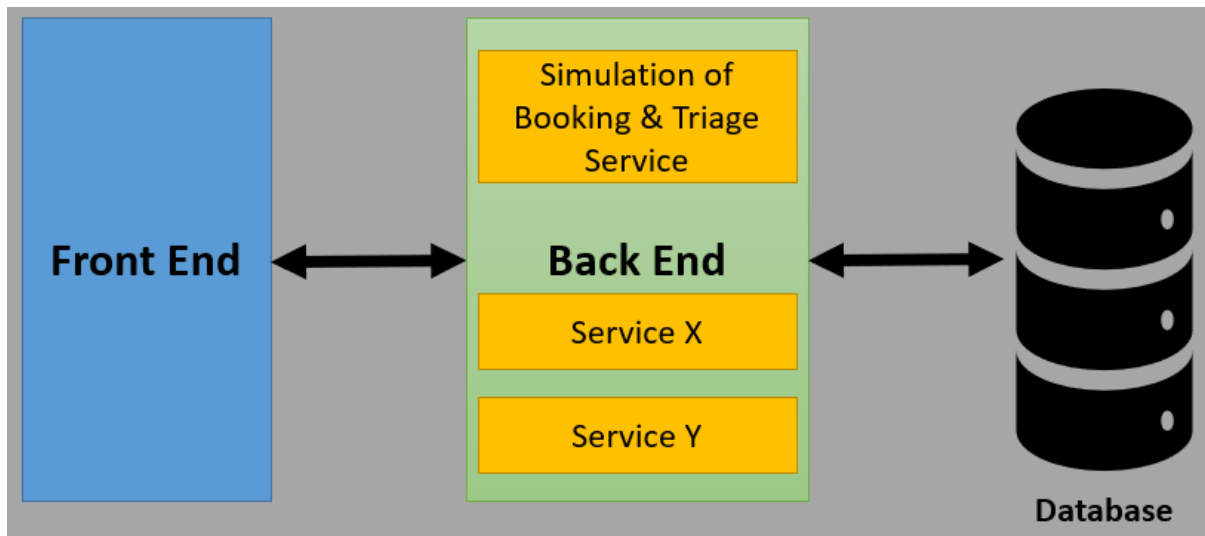 Front End
Simulation of
Booking & Triage
Service
Back End
Service X
Service Y
Database